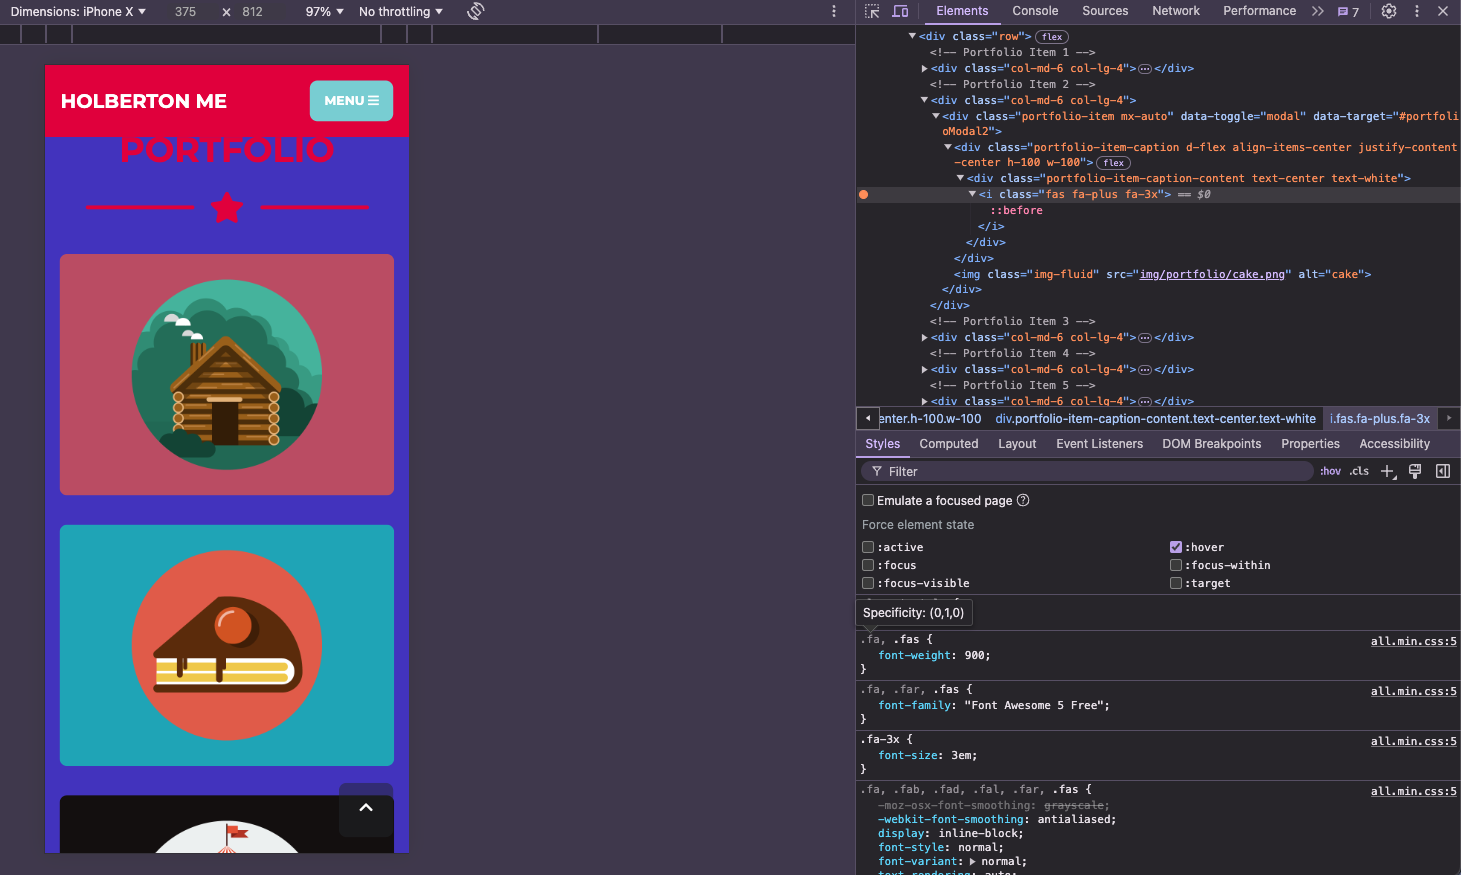 Dimensions: iPhone X ▼ 375 x 812 97% ▼ No throttling ▼
Elements Console Sources Network Performance 7
HOLBERTON ME
MENU
PORTFOLIO
<div class="row"> flex
<!-- Portfolio Item 1 -->
<div class="col-md-6 col-lg-4"> ⋯ </div>
<!-- Portfolio Item 2 -->
<div class="col-md-6 col-lg-4">
<div class="portfolio-item mx-auto" data-toggle="modal" data-target="#portfoli
oModal2">
<div class="portfolio-item-caption d-flex align-items-center justify-content
-center h-100 w-100"> flex
<div class="portfolio-item-caption-content text-center text-white">
<i class="fas fa-plus fa-3x"> == $0
::before
</i>
</div>
</div>
<img class="img-fluid" src="img/portfolio/cake.png" alt="cake">
</div>
</div>
<!-- Portfolio Item 3 -->
<div class="col-md-6 col-lg-4"> ⋯ </div>
<!-- Portfolio Item 4 -->
<div class="col-md-6 col-lg-4"> ⋯ </div>
<!-- Portfolio Item 5 -->
<div class="col-md-6 col-lg-4"> ⋯ </div>
enter.h-100.w-100 div.portfolio-item-caption-content.text-center.text-white i.fas.fa-plus.fa-3x
Styles Computed Layout Event Listeners DOM Breakpoints Properties Accessibility
Filter :hov .cls
Emulate a focused page
Force element state
:active :hover
:focus :focus-within
:focus-visible :target
Specificity: (0,1,0)
.fa, .fas { all.min.css:5
font-weight: 900;
}
.fa, .far, .fas { all.min.css:5
font-family: "Font Awesome 5 Free";
}
.fa-3x { all.min.css:5
font-size: 3em;
}
.fa, .fab, .fad, .fal, .far, .fas { all.min.css:5
-moz-osx-font-smoothing: grayscale;
-webkit-font-smoothing: antialiased;
display: inline-block;
font-style: normal;
font-variant: normal;
text-rendering: auto;